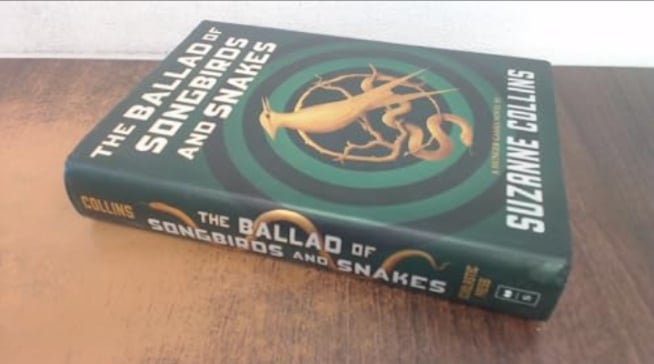 THE BALLAD OF
SONGBIRDS
AND SNAKES
A HUNGER GAMES NOVEL BY
SUZANNE COLLINS
COLLINS
THE BALLAD OF
SONGBIRDS AND SNAKES
SCHOLASTIC
PRESS
S